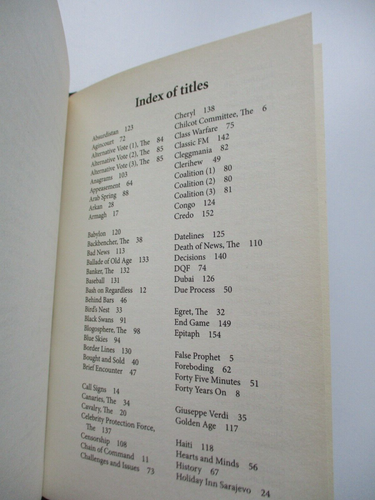 Index of titles
Absurdistan 125
Agincourt 72
Alternative Vote (1), The 84
Alternative Vote (2), The 85
Alternative Vote (3), The 85
Anagrams 103
Appeasement 64
Arab Spring 88
Arkan 28
Armagh 17
Babylon 120
Backbencher, The 38
Bad News 113
Ballade of Old Age 133
Banker, The 132
Baseball 131
Bash on Regardless 12
Behind Bars 46
Bird's Nest 33
Black Swans 91
Blogosphere, The 98
Blue Skies 94
Border Lines 130
Bought and Sold 40
Brief Encounter 47
Call Signs 14
Canaries, The 34
Cavalry, The 20
Celebrity Protection Force,
The 137
Censorship 108
Chain of Command 11
Challenges and Issues 73
Cheryl 138
Chilcot Committee, The 6
Class Warfare 75
Classic FM 142
Cleggmania 82
Clerihew 49
Coalition (1) 80
Coalition (2) 80
Coalition (3) 81
Congo 124
Credo 152
Datelines 125
Death of News, The 110
Decisions 140
DQF 74
Dubai 126
Due Process 50
Egret, The 32
End Game 149
Epitaph 154
False Prophet 5
Foreboding 62
Forty Five Minutes 51
Forty Years On 8
Giuseppe Verdi 35
Golden Age 117
Haiti 118
Hearts and Minds 56
History 67
Holiday Inn Sarajevo 24